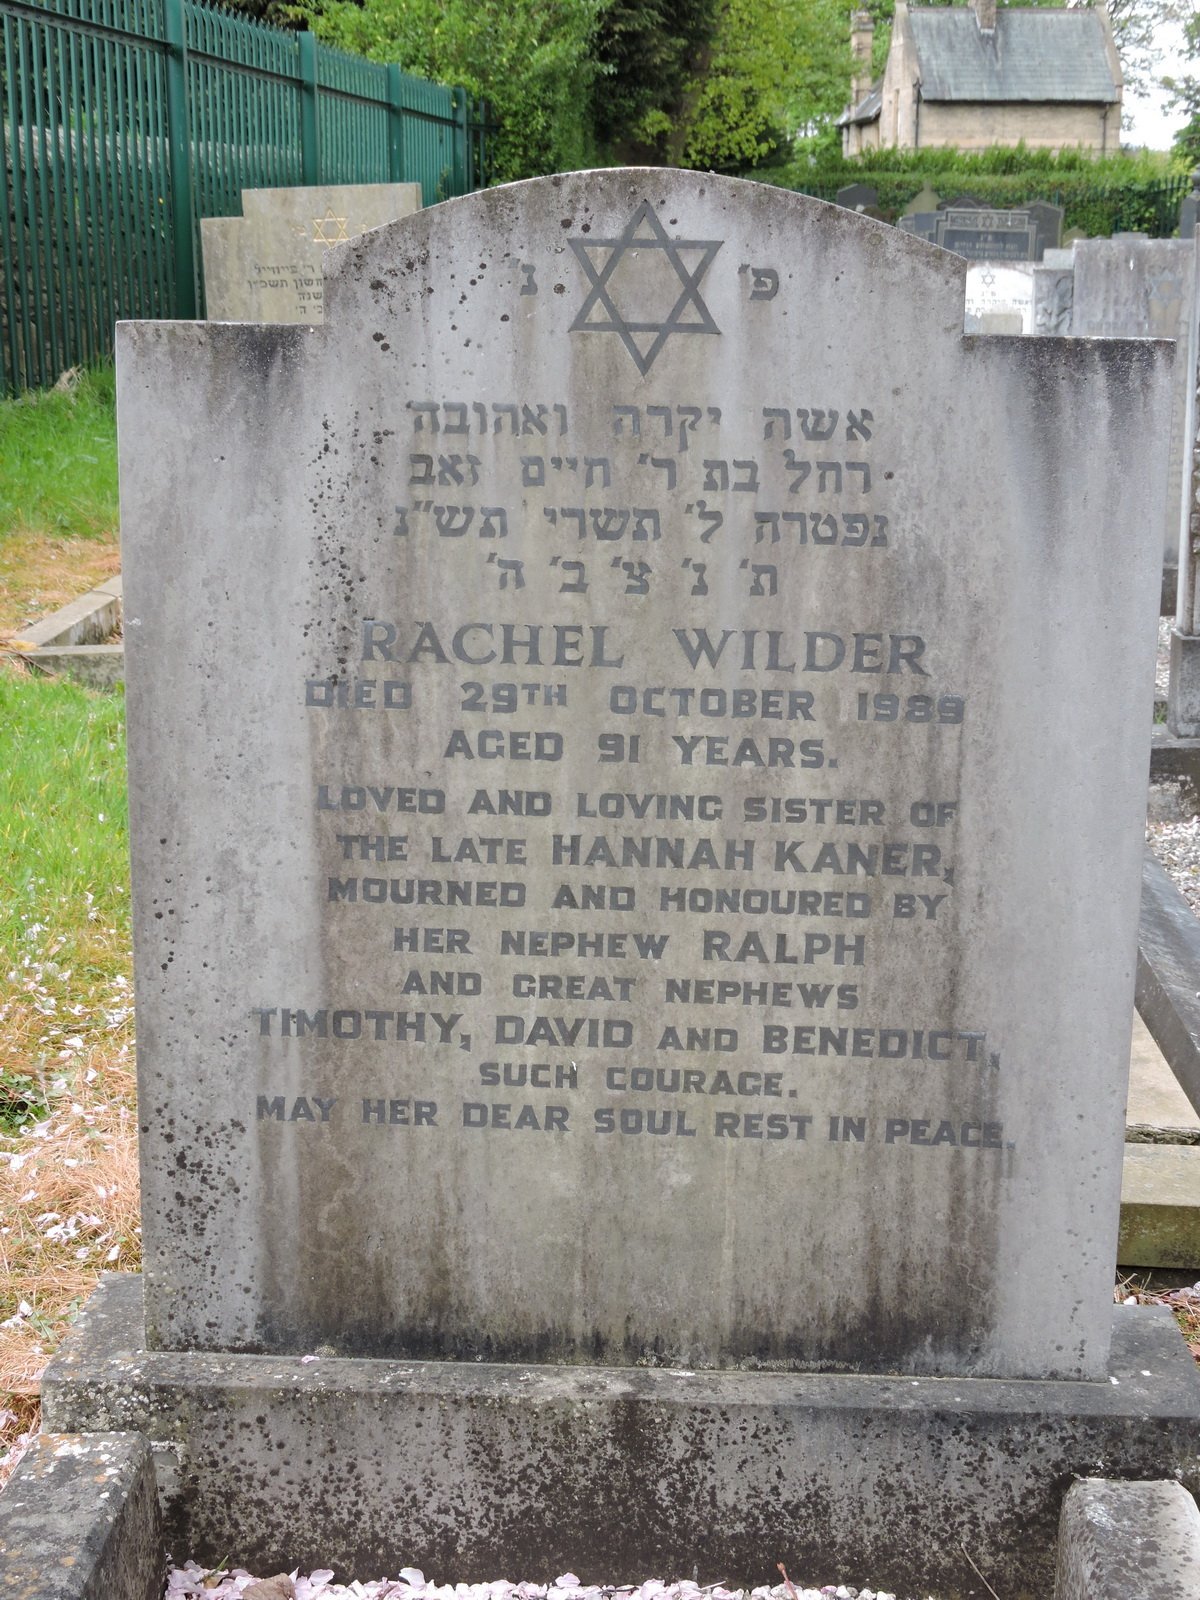 פ' נ'
אשה יקרה ואהובה
רחל בת ר' חיים זאב
נפטרה ל' תשרי תש"נ
ת' נ' צ' ב' ה'
RACHEL WILDER
DIED 29TH OCTOBER 1989
AGED 91 YEARS.
LOVED AND LOVING SISTER OF
THE LATE HANNAH KANER,
MOURNED AND HONOURED BY
HER NEPHEW RALPH
AND GREAT NEPHEWS
TIMOTHY, DAVID AND BENEDICT,
SUCH COURAGE.
MAY HER DEAR SOUL REST IN PEACE.